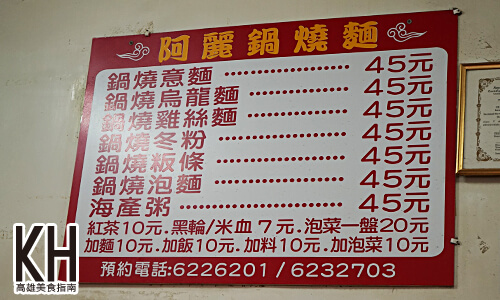 阿麗鍋燒麵
鍋燒意麵 45元
鍋燒烏龍麵 45元
鍋燒雞絲麵 45元
鍋燒冬粉 45元
鍋燒粄條 45元
鍋燒泡麵 45元
海產粥 45元
紅茶10元.黑輪/米血7元.泡菜一盤20元
加麵10元.加飯10元.加料10元.加泡菜10元
預約電話:6226201/6232703
KH
高雄美食指南